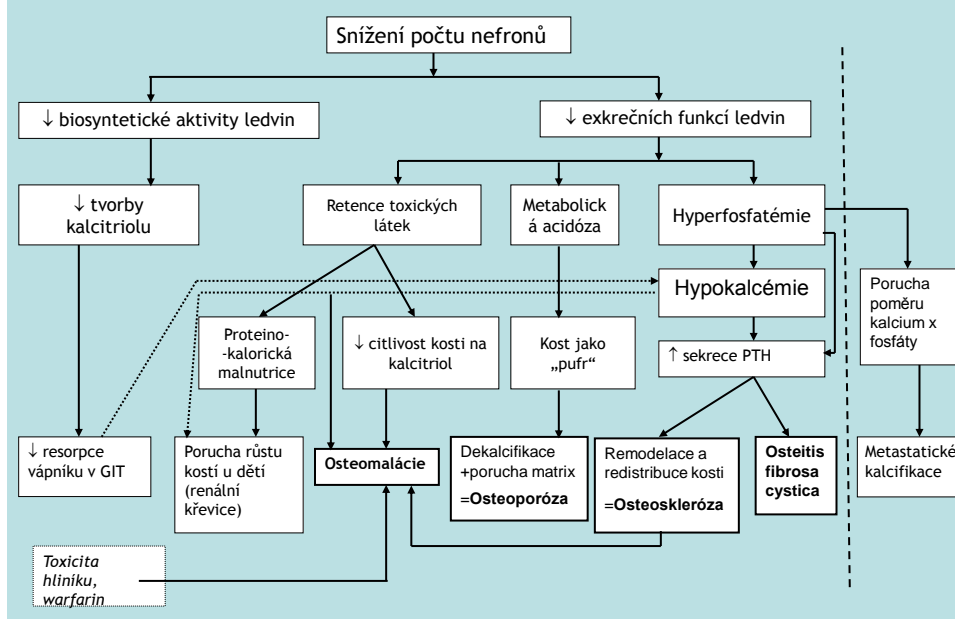 Snížení počtu nefronů
↓ biosyntetické aktivity ledvin
↓ exkrečních funkcí ledvin
↓ tvorby
kalcitriolu
Retence toxických
látek
Metabolick
á acidóza
Hyperfosfatémie
Hypokalcémie
Porucha
poměru
kalcium x
fosfáty
Proteino-
-kalorická
malnutrice
↓ citlivost kosti na
kalcitriol
Kost jako
„pufr“
↑ sekrece PTH
↓ resorpce
vápníku v GIT
Porucha růstu
kostí u dětí
(renální
křevice)
Osteomalácie
Dekalcifikace
+porucha matrix
=Osteoporóza
Remodelace a
redistribuce kosti
=Osteoskleróza
Osteitis
fibrosa
cystica
Metastatické
kalcifikace
Toxicita
hliníku,
warfarin